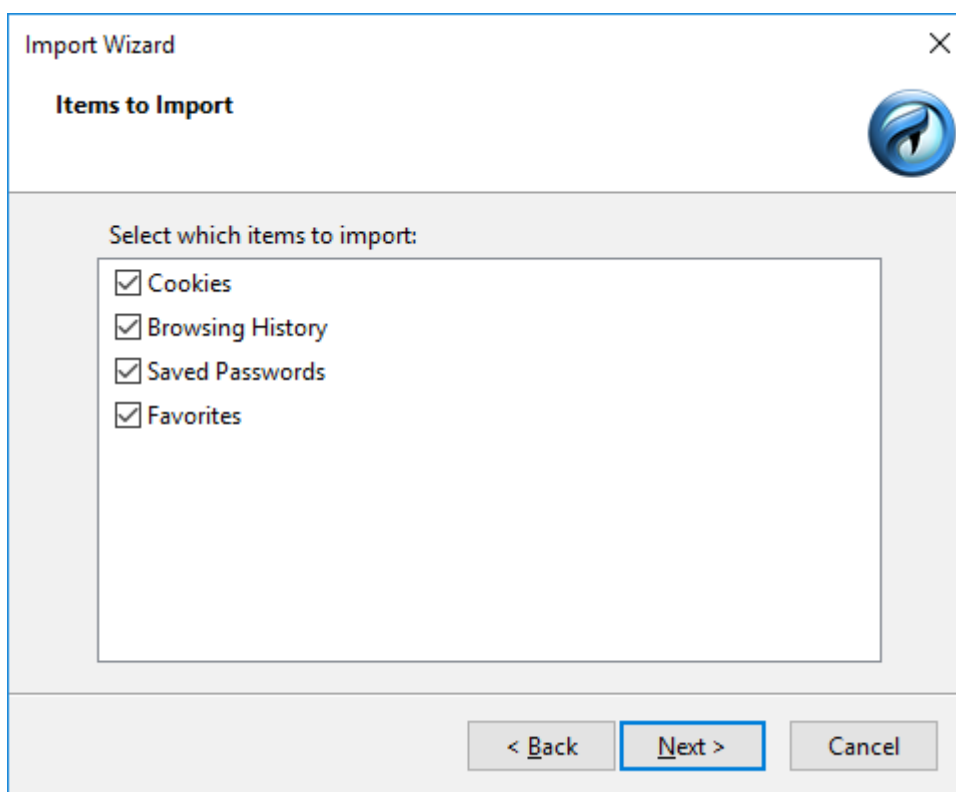 Import Wizard
Items to Import
Select which items to import:
Cookies
Browsing History
Saved Passwords
Favorites
< Back
Next >
Cancel